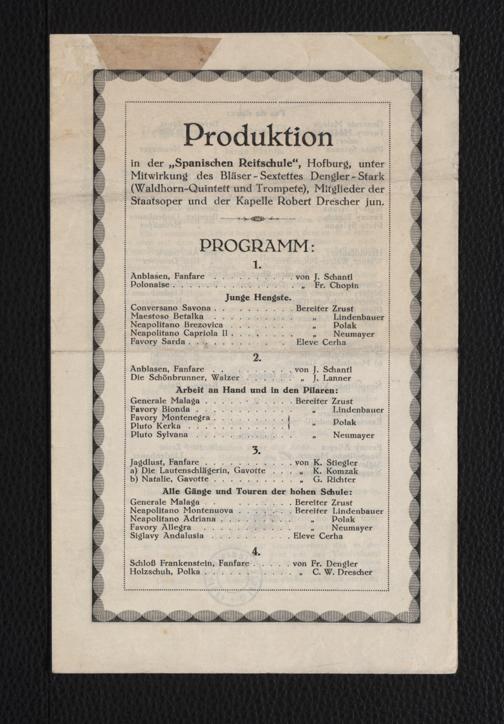 Produktion
in der „Spanischen Reitschule", Hofburg, unter
Mitwirkung des Bläser-Sextettes Dengler-Stark
(Waldhorn-Quintett und Trompete), Mitglieder der
Staatsoper und der Kapelle Robert Drescher jun.
PROGRAMM:
1.
Anblasen, Fanfare . . . . . . . . . . von J. Schantl
Polonaise . . . . . . . . . . . . . . „ Fr. Chopin
Junge Hengste.
Conversano Savona . . . . . . . . . . Bereiter Zrust
Maestoso Betalka . . . . . . . . . . „ Lindenbauer
Neapolitano Brezovica . . . . . . . . „ Polak
Neapolitano Capriola II . . . . . . . „ Neumayer
Favory Sarda . . . . . . . . . . . . Eleve Cerha
2.
Anblasen, Fanfare . . . . . . . . . . von J. Schantl
Die Schönbrunner, Walzer . . . . . . „ J. Lanner
Arbeit an Hand und in den Pilaren:
Generale Malaga . . . . . . . . . . . Bereiter Zrust
Favory Bionda . . . . . . . . . . . . „ Lindenbauer
Favory Montenegra . . . . . . . . . .
Pluto Kerka . . . . . . . . . . . . . „ Polak
Pluto Sylvana . . . . . . . . . . . . „ Neumayer
3.
Jagdlust, Fanfare . . . . . . . . . . von K. Stiegler
a) Die Lautenschlägerin, Gavotte . . „ K. Komzak
b) Natalie, Gavotte . . . . . . . . . „ G. Richter
Alle Gänge und Touren der hohen Schule:
Generale Malaga . . . . . . . . . . . Bereiter Zrust
Neapolitano Montenuova . . . . . . . Bereiter Lindenbauer
Neapolitano Adriana . . . . . . . . . „ Polak
Favory Allegra . . . . . . . . . . . „ Neumayer
Siglavy Andalusia . . . . . . . . . . Eleve Cerha
4.
Schloß Frankenstein, Fanfare . . . . von Fr. Dengler
Holzschuh, Polka . . . . . . . . . . „ C. W. Drescher